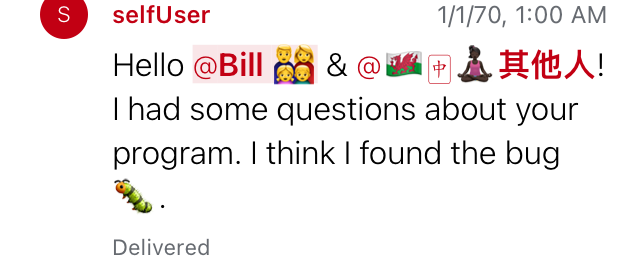 S selfUser 1/1/70, 1:00 AM
Hello @Bill 👨‍👩‍👧‍👧 & @🏴󠁧󠁢󠁷󠁬󠁳󠁿🀄︎🧘🏿‍♀️其他人!
I had some questions about your
program. I think I found the bug
🐛.
Delivered